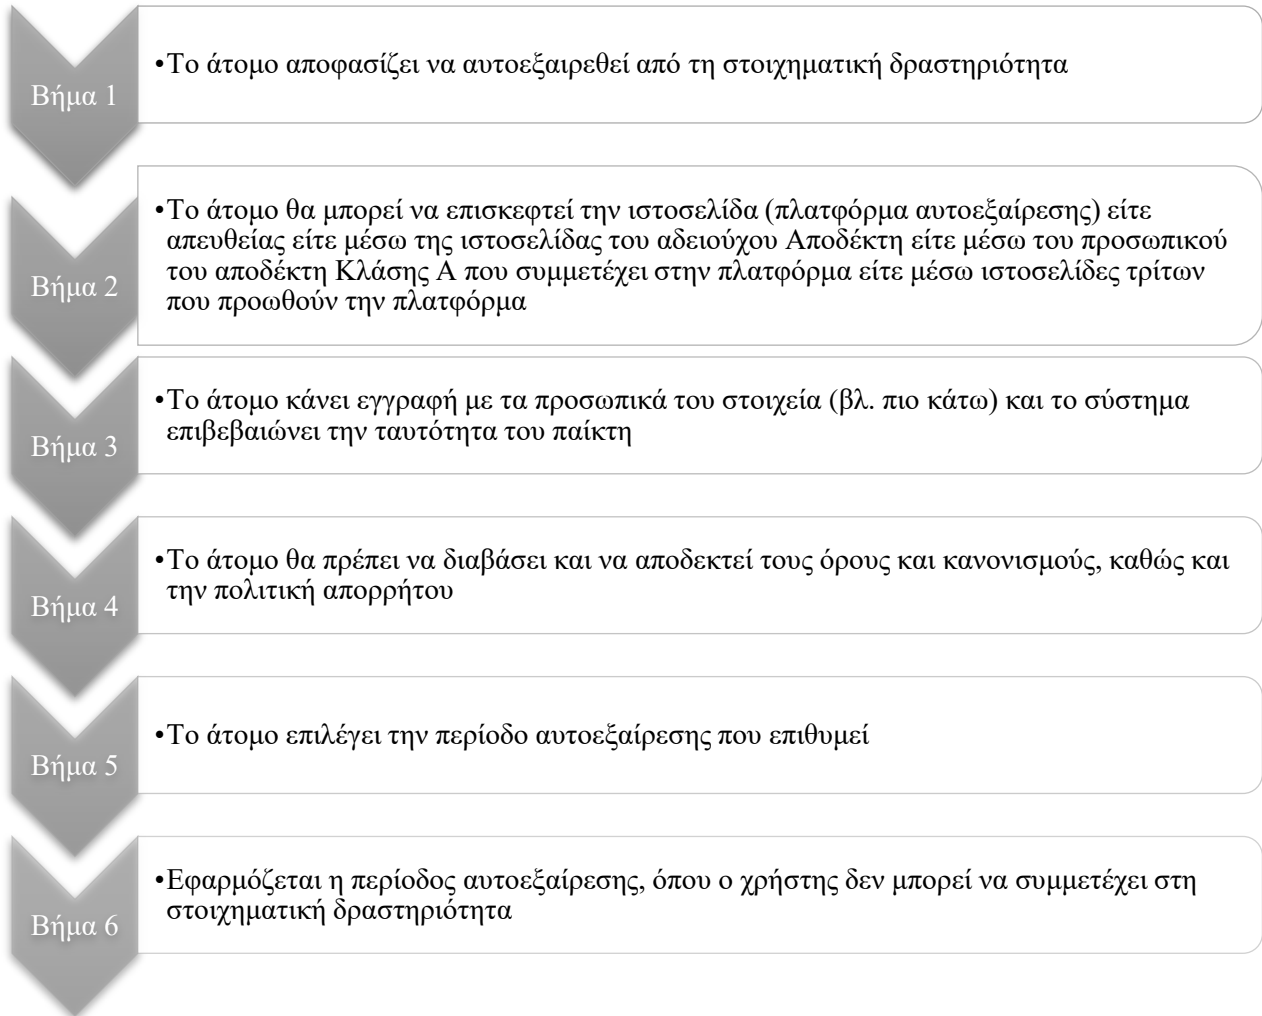 Βήμα 1
•Το άτομο αποφασίζει να αυτοεξαιρεθεί από τη στοιχηματική δραστηριότητα
Βήμα 2
•Το άτομο θα μπορεί να επισκεφτεί την ιστοσελίδα (πλατφόρμα αυτοεξαίρεσης) είτε
απευθείας είτε μέσω της ιστοσελίδας του αδειούχου Αποδέκτη είτε μέσω του προσωπικού
του αποδέκτη Κλάσης Α που συμμετέχει στην πλατφόρμα είτε μέσω ιστοσελίδες τρίτων
που προωθούν την πλατφόρμα
Βήμα 3
•Το άτομο κάνει εγγραφή με τα προσωπικά του στοιχεία (βλ. πιο κάτω) και το σύστημα
επιβεβαιώνει την ταυτότητα του παίκτη
Βήμα 4
•Το άτομο θα πρέπει να διαβάσει και να αποδεκτεί τους όρους και κανονισμούς, καθώς και
την πολιτική απορρήτου
Βήμα 5
•Το άτομο επιλέγει την περίοδο αυτοεξαίρεσης που επιθυμεί
Βήμα 6
•Εφαρμόζεται η περίοδος αυτοεξαίρεσης, όπου ο χρήστης δεν μπορεί να συμμετέχει στη
στοιχηματική δραστηριότητα